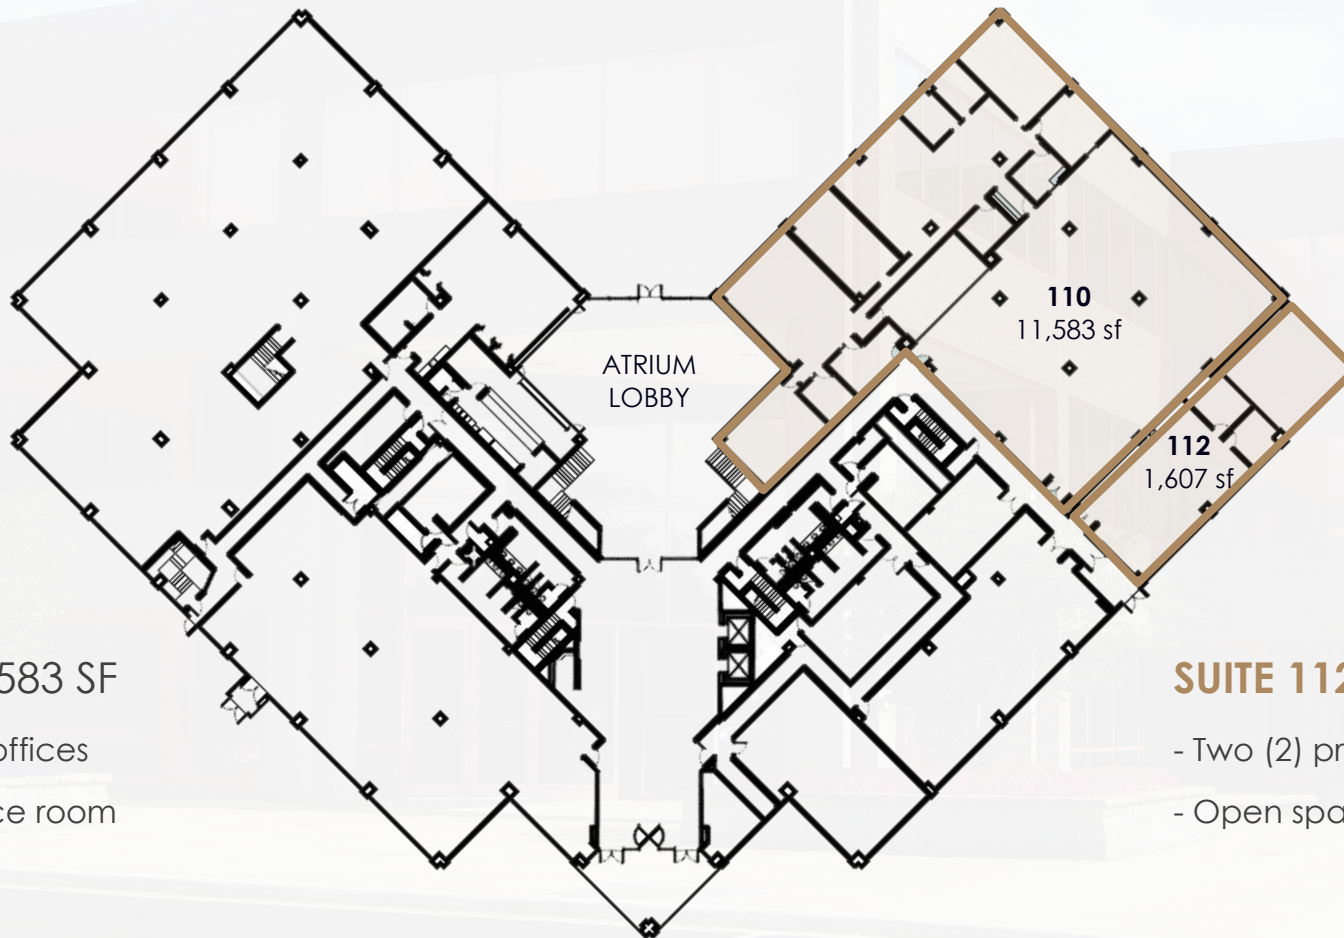 110
11,583 sf
ATRIUM
LOBBY
112
1,607 sf
583 SF
offices
ce room
SUITE 112
- Two (2) pr
- Open spa